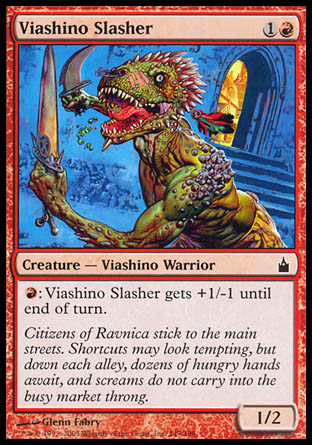 Viashino Slasher 1
Creature — Viashino Warrior
: Viashino Slasher gets +1/-1 until
end of turn.
Citizens of Ravnica stick to the main
streets. Shortcuts may look tempting, but
down each alley, dozens of hungry hands
await, and screams do not carry into the
busy market throng.
Glenn Fabry
1/2